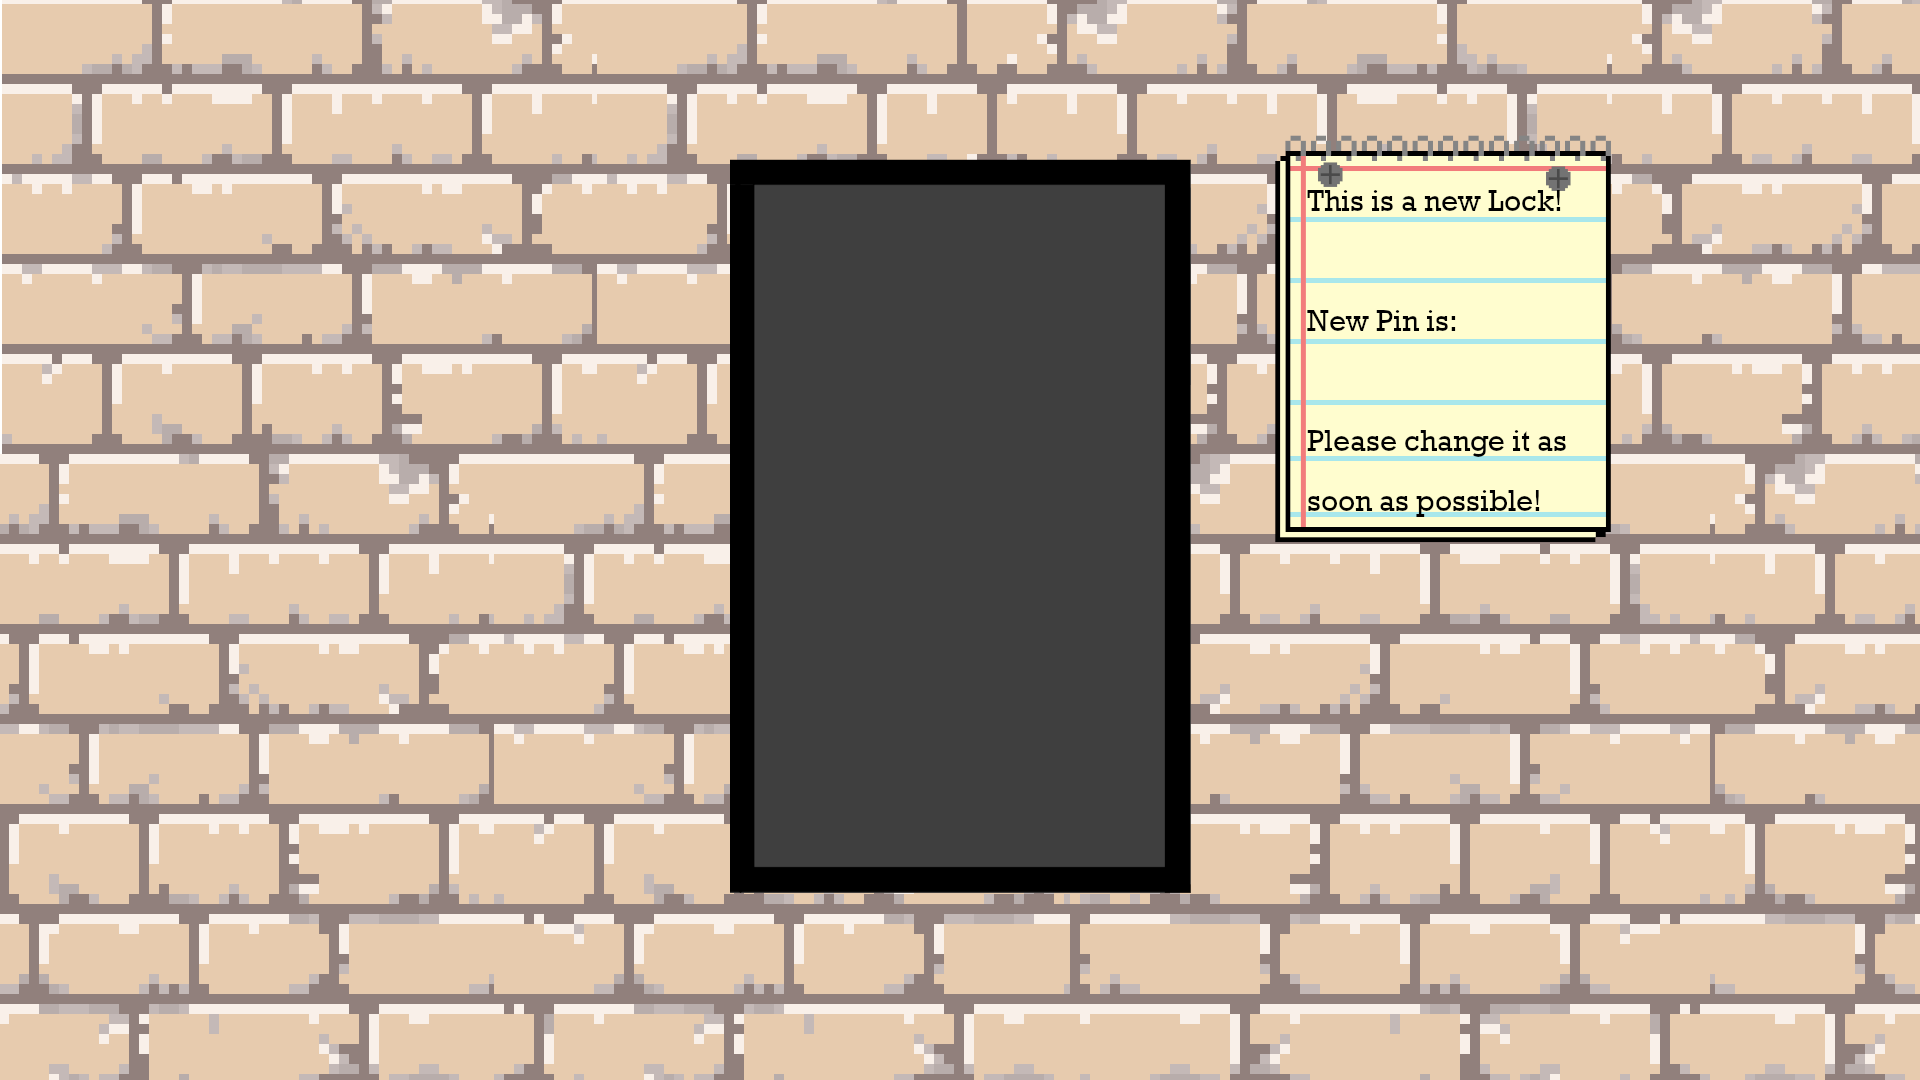 This is a new Lock!
New Pin is:
Please change it as
soon as possible!